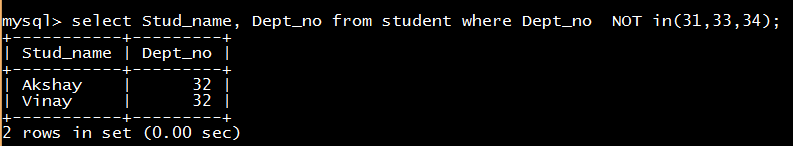 mysql> select Stud_name, Dept_no from student where Dept_no  NOT in(31,33,34);
+-----------+---------+
| Stud_name | Dept_no |
+-----------+---------+
| Akshay    |      32 |
| Vinay     |      32 |
+-----------+---------+
2 rows in set (0.00 sec)